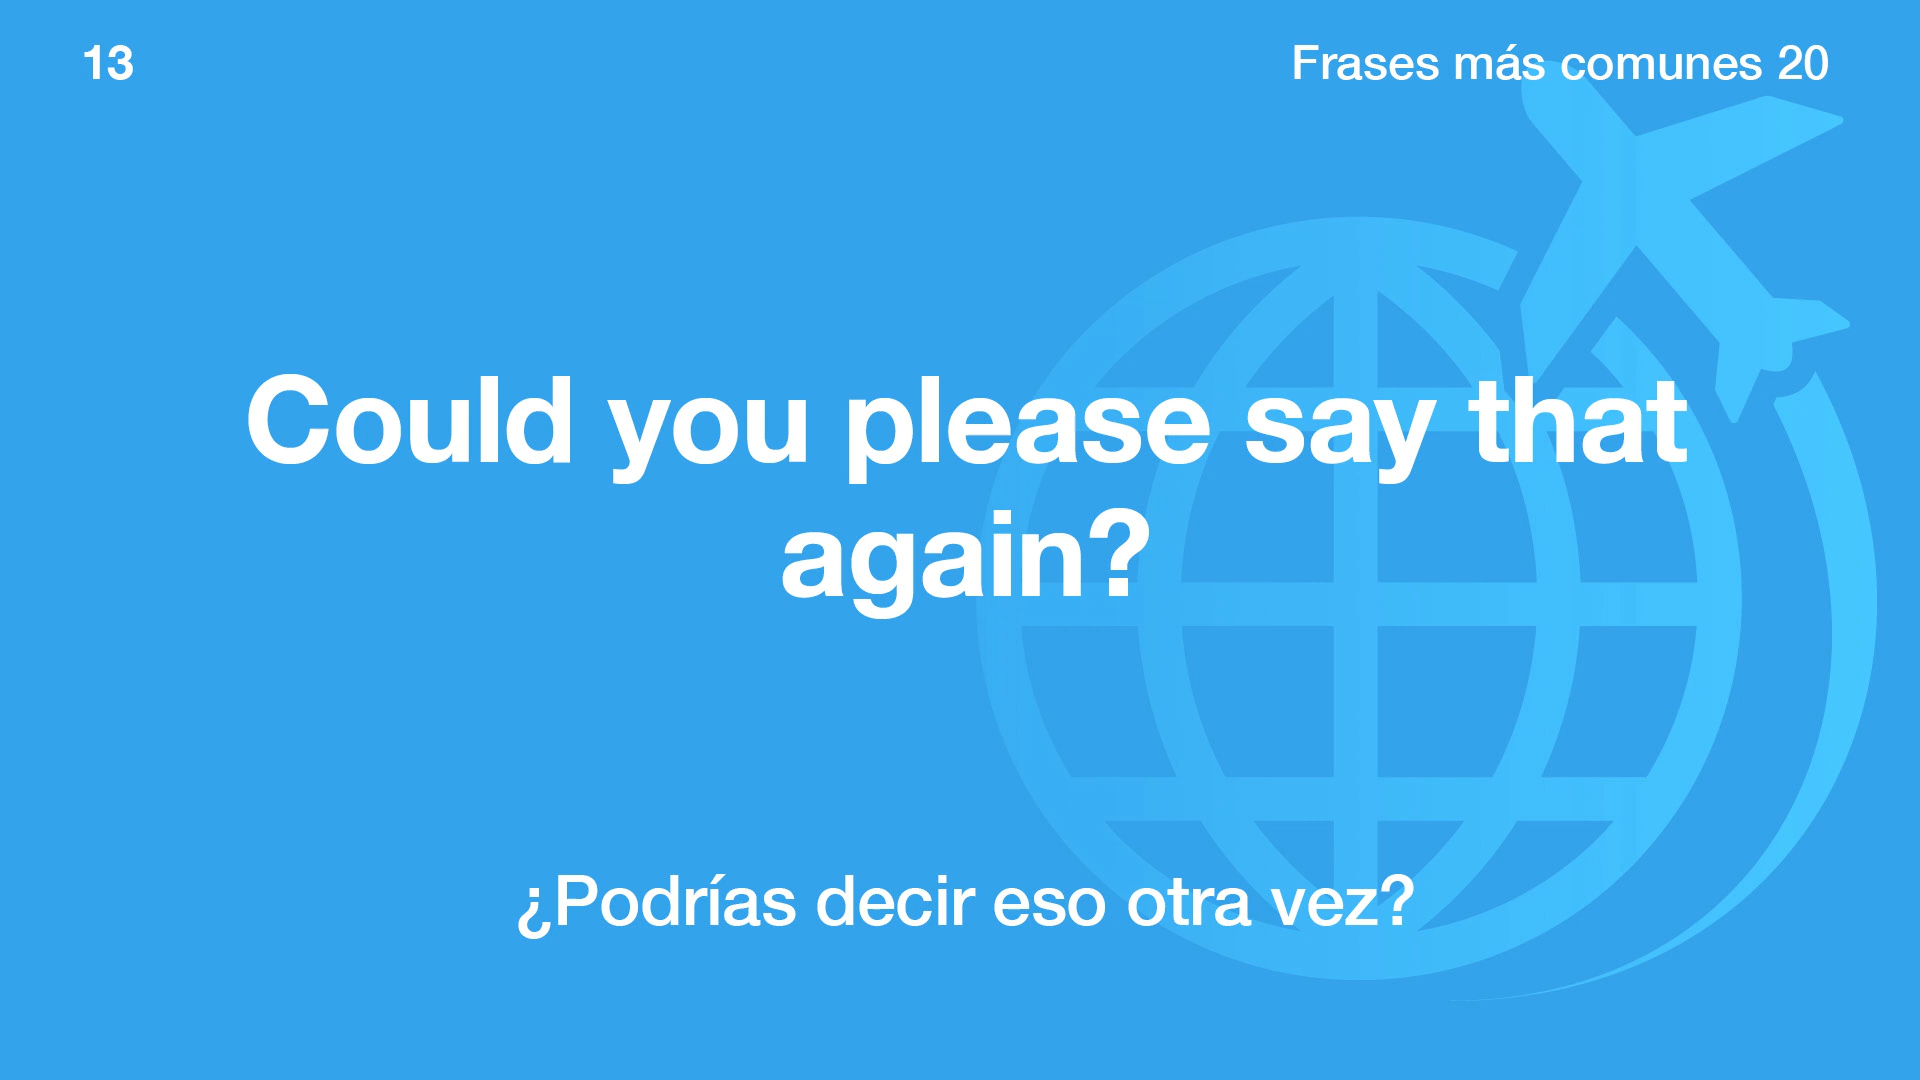 13
Frases más comunes 20
Could you please say that
again?
¿Podrías decir eso otra vez?